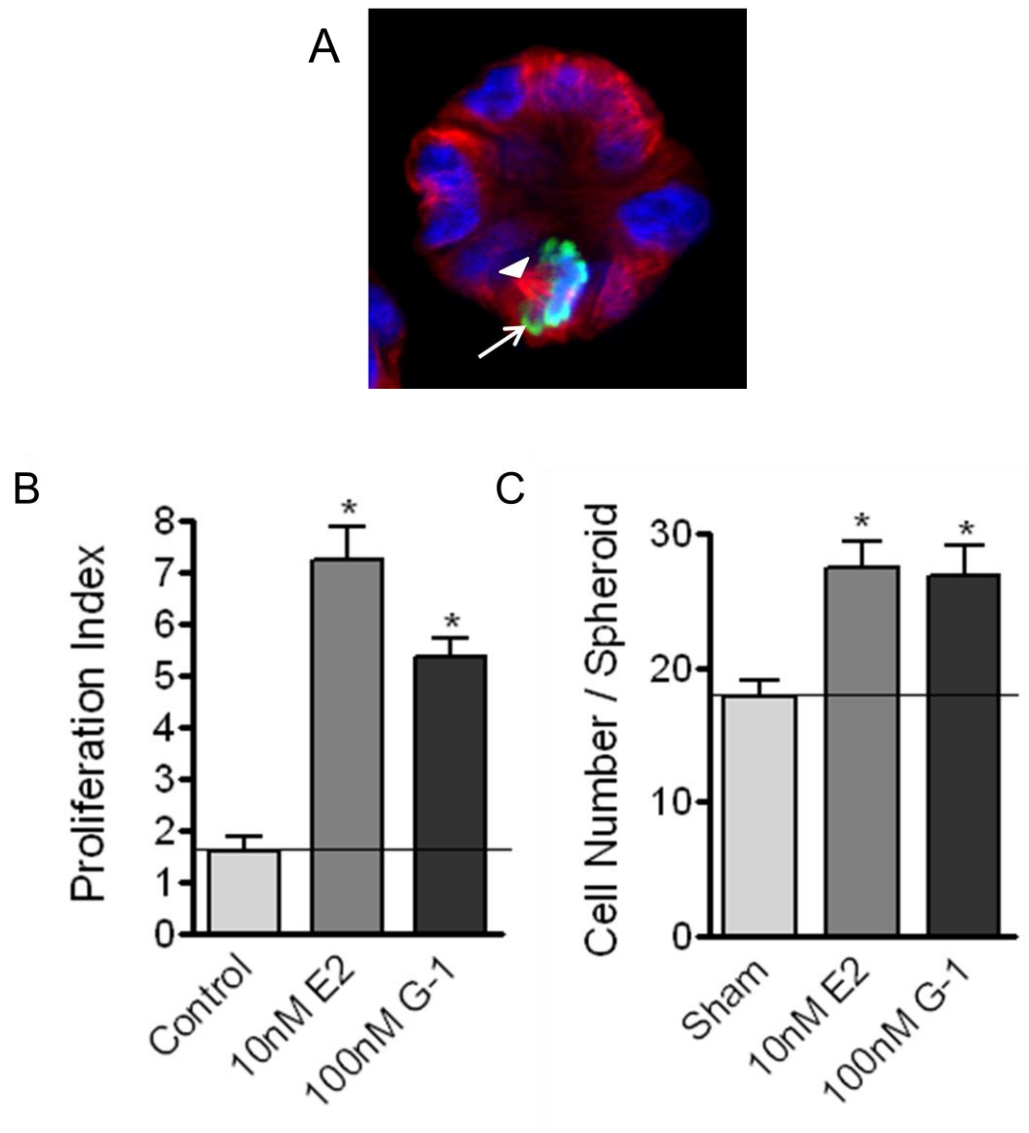 A
B
Proliferation Index
8
7
6
5
4
3
2
1
0
*
*
Control
10nM E2
100nM G-1
C
Cell Number / Spheroid
30
20
10
0
*
*
Sham
10nM E2
100nM G-1